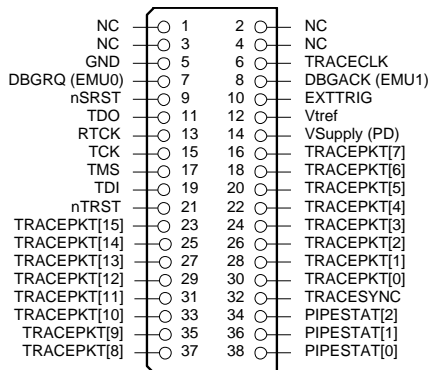 NC 1 2 NC
NC 3 4 NC
GND 5 6 TRACECLK
DBGRQ (EMU0) 7 8 DBGACK (EMU1)
nSRST 9 10 EXTTRIG
TDO 11 12 Vtref
RTCK 13 14 VSupply (PD)
TCK 15 16 TRACEPKT[7]
TMS 17 18 TRACEPKT[6]
TDI 19 20 TRACEPKT[5]
nTRST 21 22 TRACEPKT[4]
TRACEPKT[15] 23 24 TRACEPKT[3]
TRACEPKT[14] 25 26 TRACEPKT[2]
TRACEPKT[13] 27 28 TRACEPKT[1]
TRACEPKT[12] 29 30 TRACEPKT[0]
TRACEPKT[11] 31 32 TRACESYNC
TRACEPKT[10] 33 34 PIPESTAT[2]
TRACEPKT[9] 35 36 PIPESTAT[1]
TRACEPKT[8] 37 38 PIPESTAT[0]